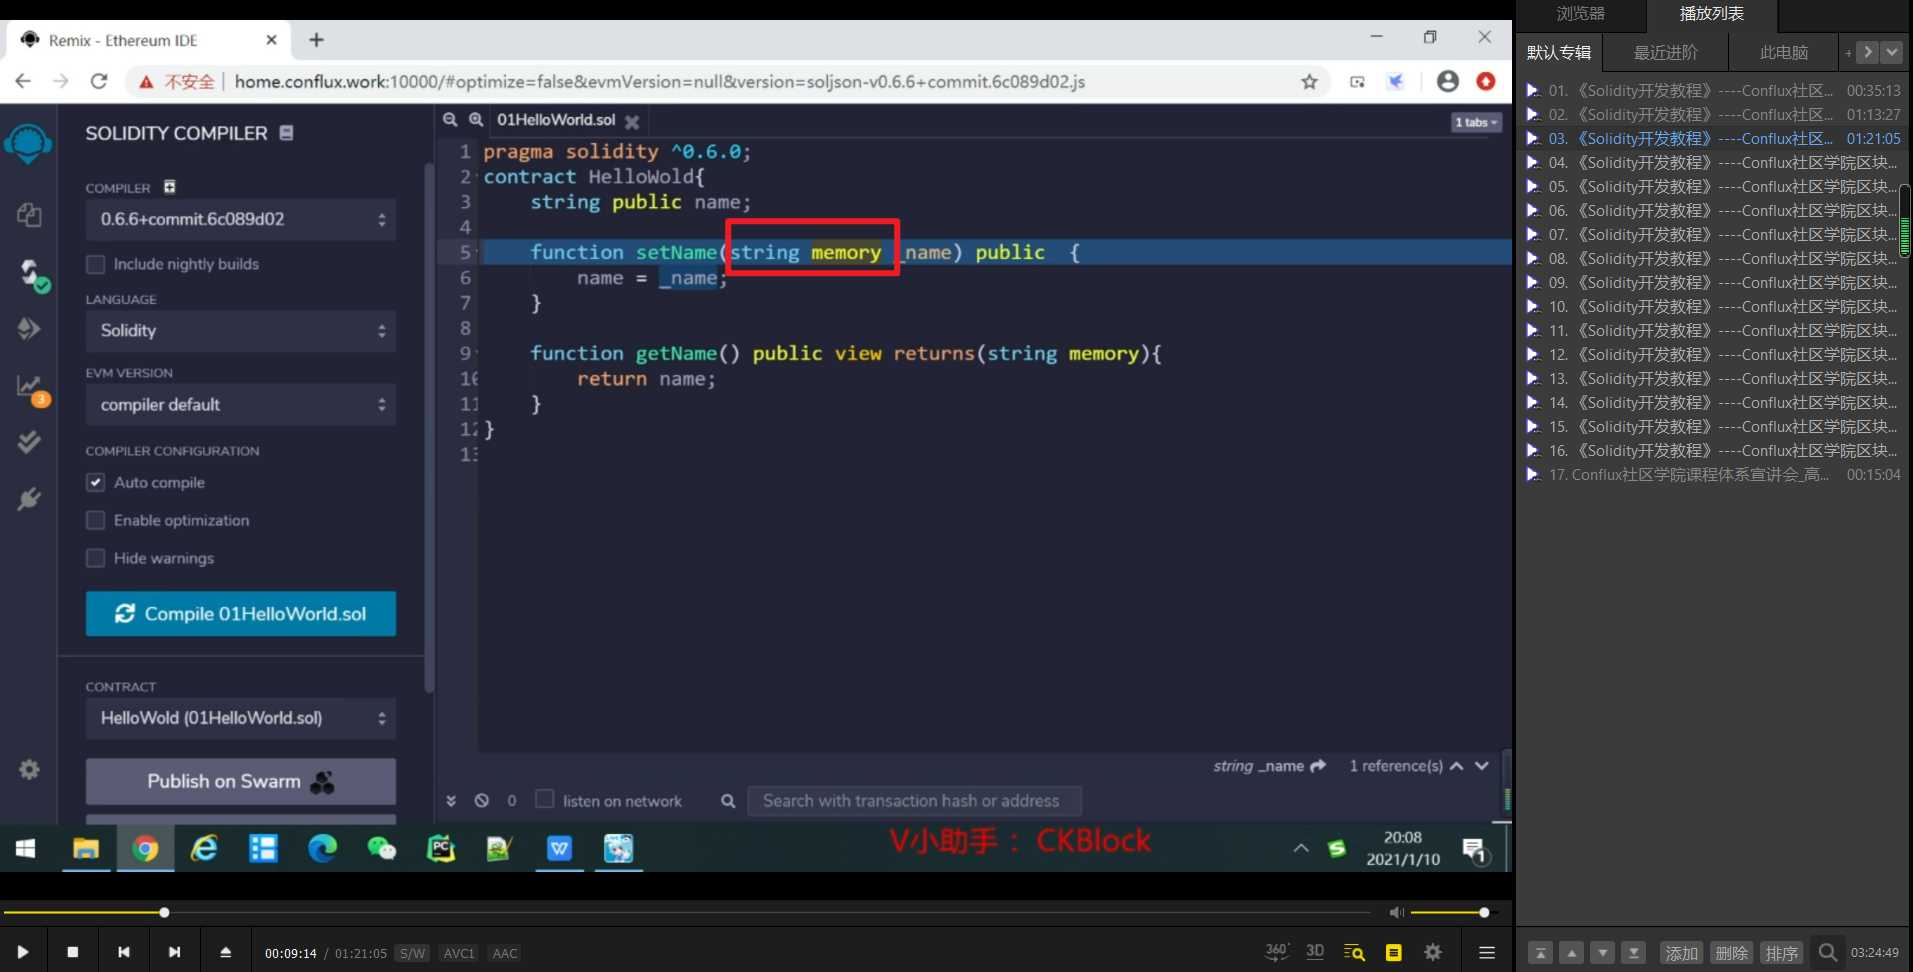 Remix - Ethereum IDE
不安全 | home.conflux.work:10000/#optimize=false&evmVersion=null&version=soljson-v0.6.6+commit.6c089d02.js
SOLIDITY COMPILER
COMPILER
0.6.6+commit.6c089d02
Include nightly builds
LANGUAGE
Solidity
EVM VERSION
compiler default
COMPILER CONFIGURATION
Auto compile
Enable optimization
Hide warnings
Compile 01HelloWorld.sol
CONTRACT
HelloWold (01HelloWorld.sol)
Publish on Swarm
3
01HelloWorld.sol
1 tabs
1 pragma solidity ^0.6.0;
2 contract HelloWold{
3 string public name;
4
5 function setName(string memory _name) public {
6 name = _name;
7 }
8
9 function getName() public view returns(string memory){
10 return name;
11 }
12 }
13
string _name 1 reference(s)
0 listen on network Search with transaction hash or address
V小助手： CKBlock
20:08
2021/1/10
1
00:09:14 / 01:21:05 S/W AVC1 AAC
360° 3D
浏览器 播放列表
默认专辑 最近进阶 此电脑 +
01. 《Solidity开发教程》----Conflux社区... 00:35:13
02. 《Solidity开发教程》----Conflux社区... 01:13:27
03. 《Solidity开发教程》----Conflux社区... 01:21:05
04. 《Solidity开发教程》----Conflux社区学院区块...
05. 《Solidity开发教程》----Conflux社区学院区块...
06. 《Solidity开发教程》----Conflux社区学院区块...
07. 《Solidity开发教程》----Conflux社区学院区块...
08. 《Solidity开发教程》----Conflux社区学院区块...
09. 《Solidity开发教程》----Conflux社区学院区块...
10. 《Solidity开发教程》----Conflux社区学院区块...
11. 《Solidity开发教程》----Conflux社区学院区块...
12. 《Solidity开发教程》----Conflux社区学院区块...
13. 《Solidity开发教程》----Conflux社区学院区块...
14. 《Solidity开发教程》----Conflux社区学院区块...
15. 《Solidity开发教程》----Conflux社区学院区块...
16. 《Solidity开发教程》----Conflux社区学院区块...
17. Conflux社区学院课程体系宣讲会_高... 00:15:04
添加 删除 排序 03:24:49